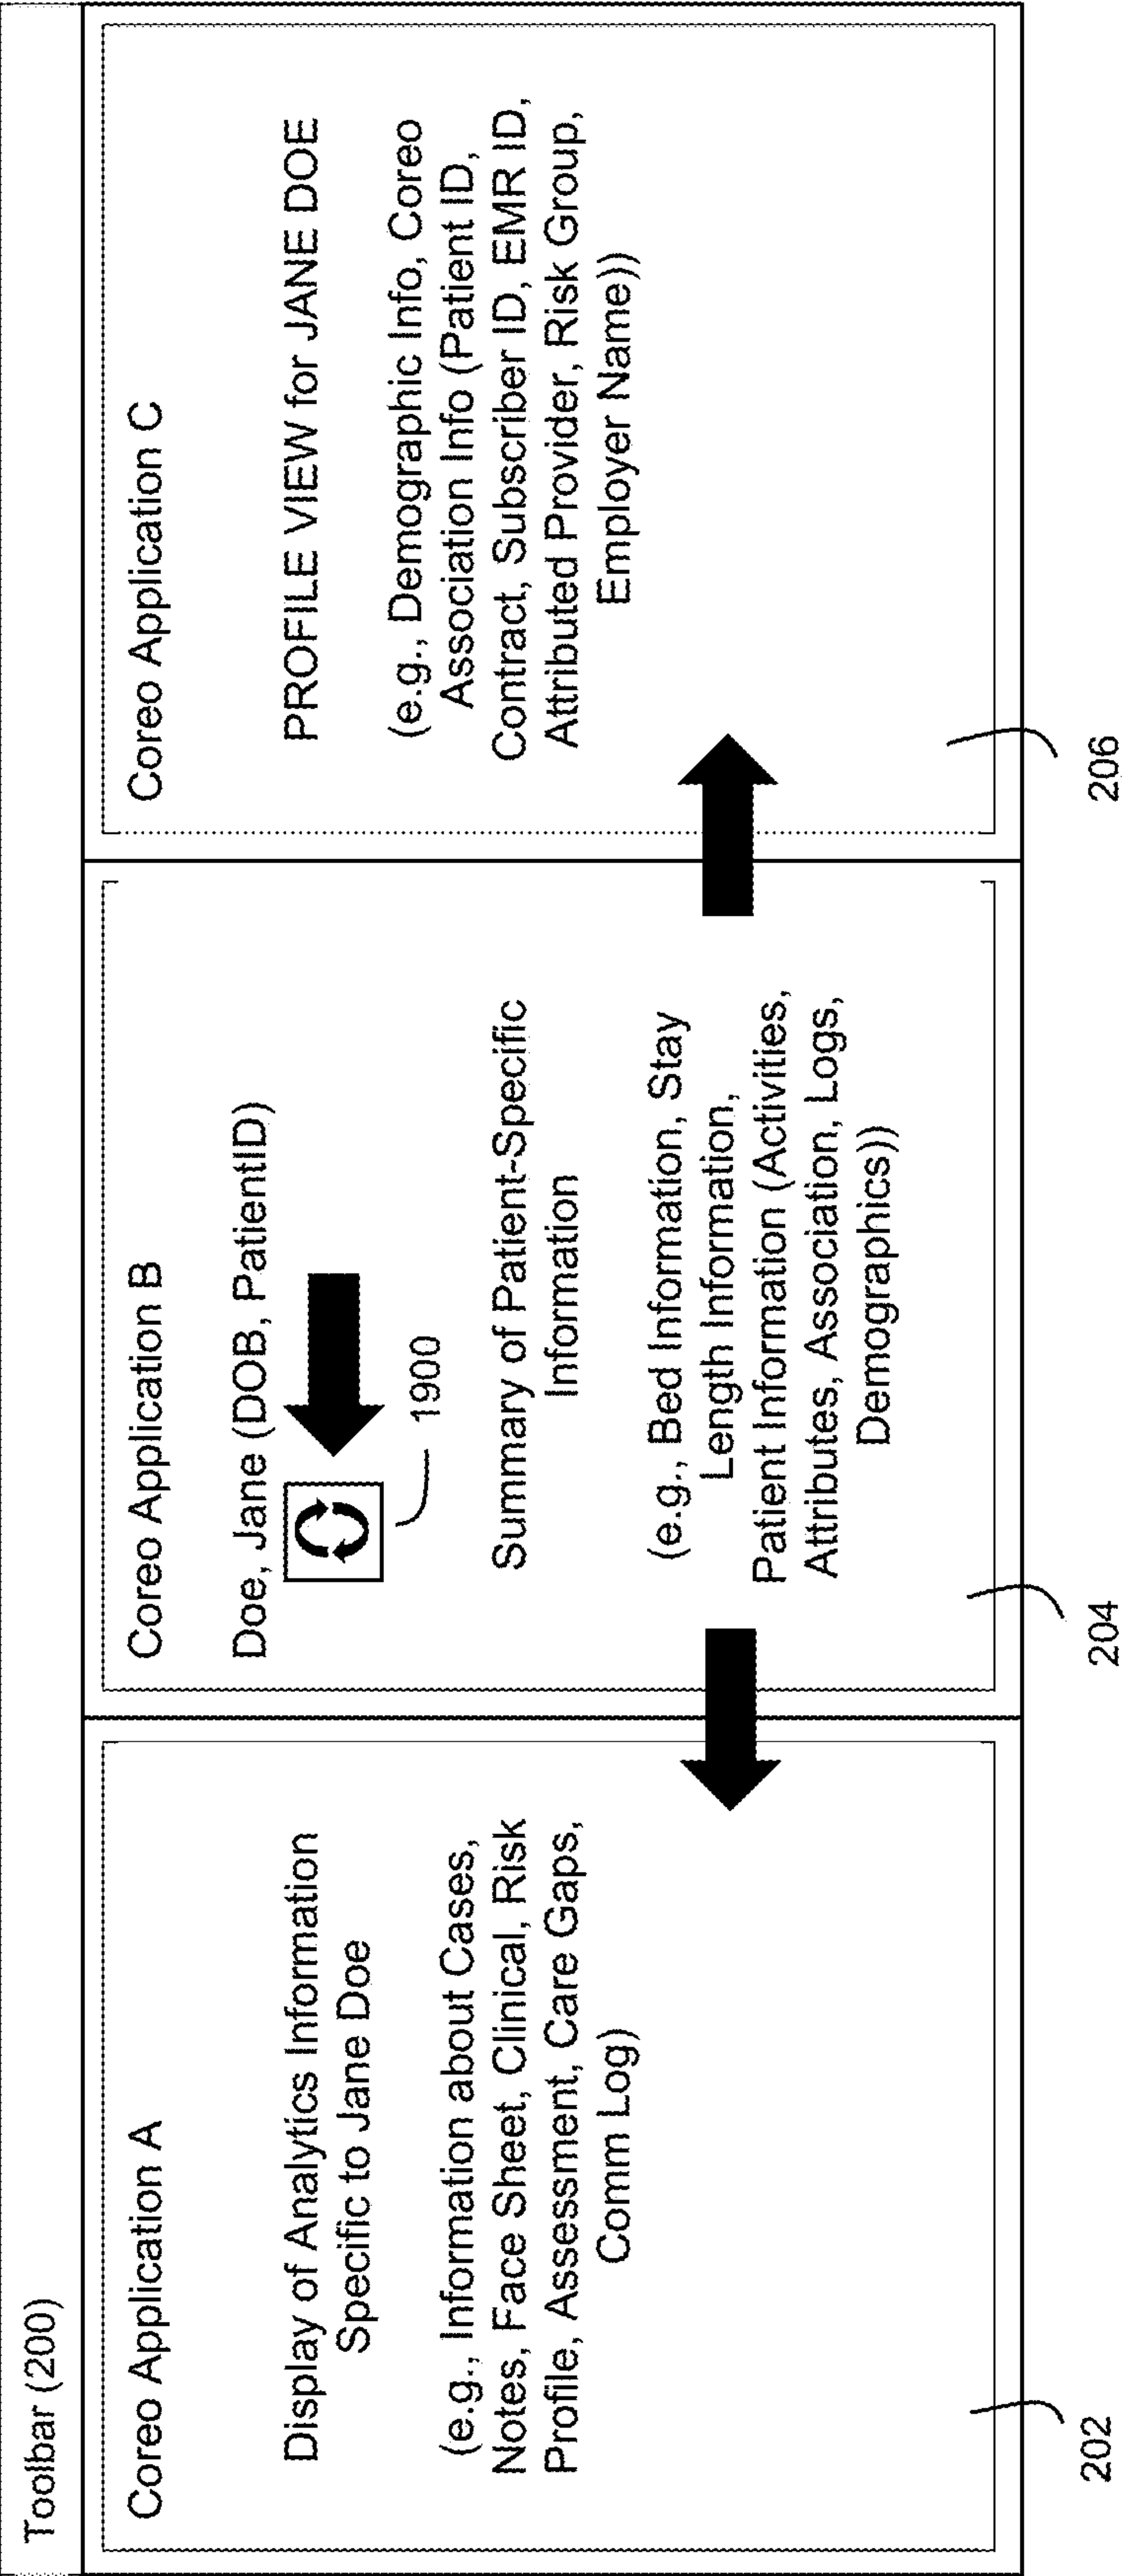 Toolbar (200)
Coreo Application A
Display of Analytics Information
Specific to Jane Doe
(e.g., Information about Cases,
Notes, Face Sheet, Clinical, Risk
Profile, Assessment, Care Gaps,
Comm Log)
202
Coreo Application B
Doe, Jane (DOB, PatientID)
1900
Summary of Patient-Specific
Information
(e.g., Bed Information, Stay
Length Information,
Patient Information (Activities,
Attributes, Association, Logs,
Demographics))
204
Coreo Application C
PROFILE VIEW for JANE DOE
(e.g., Demographic Info, Coreo
Association Info (Patient ID,
Contract, Subscriber ID, EMR ID,
Attributed Provider, Risk Group,
Employer Name))
206